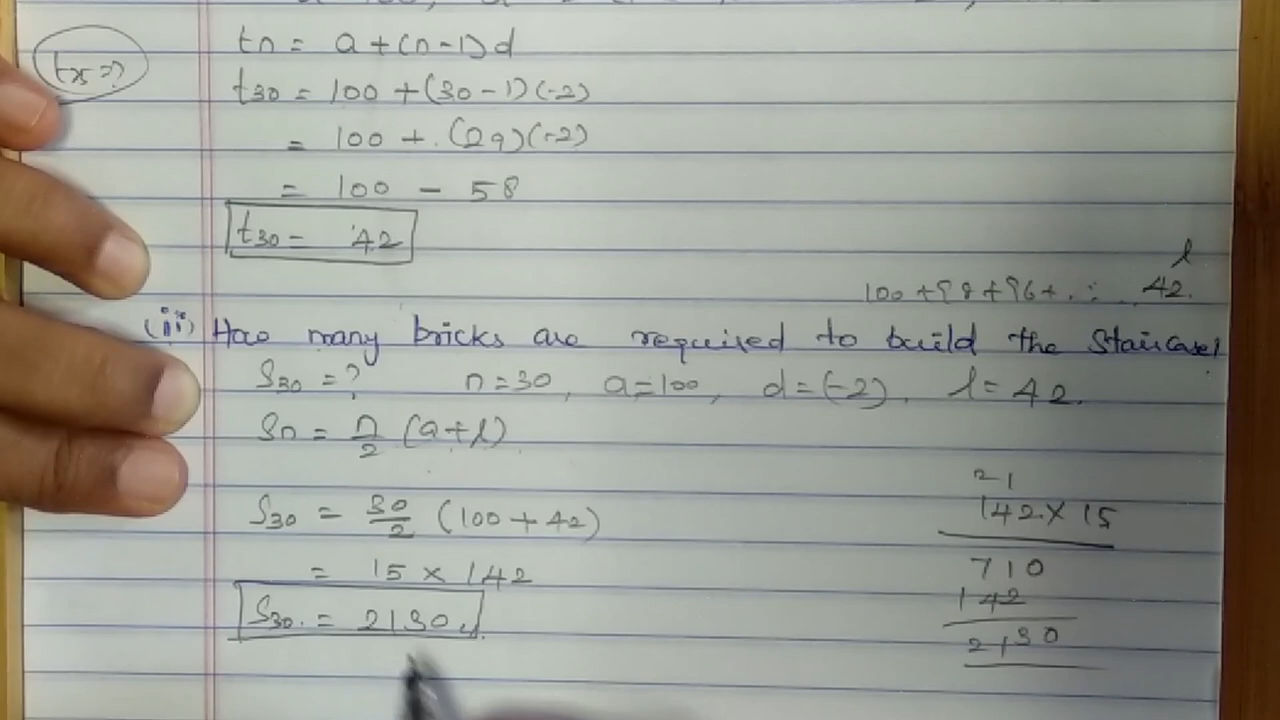 tn = a + (n-1)d
t30 = 100 + (30-1)(-2)
= 100 + (29)(-2)
= 100 - 58
t30 = 42
l
100 + 98 + 96 + . : . . 42.
(ii) How many bricks are required to build the staircase?
S30 = ? n = 30, a = 100, d = (-2), l = 42.
Sn = n/2 (a+l)
S30 = 30/2 (100 + 42)
= 15 × 142
S30. = 2130
2 1
142 × 15
710
142
2130